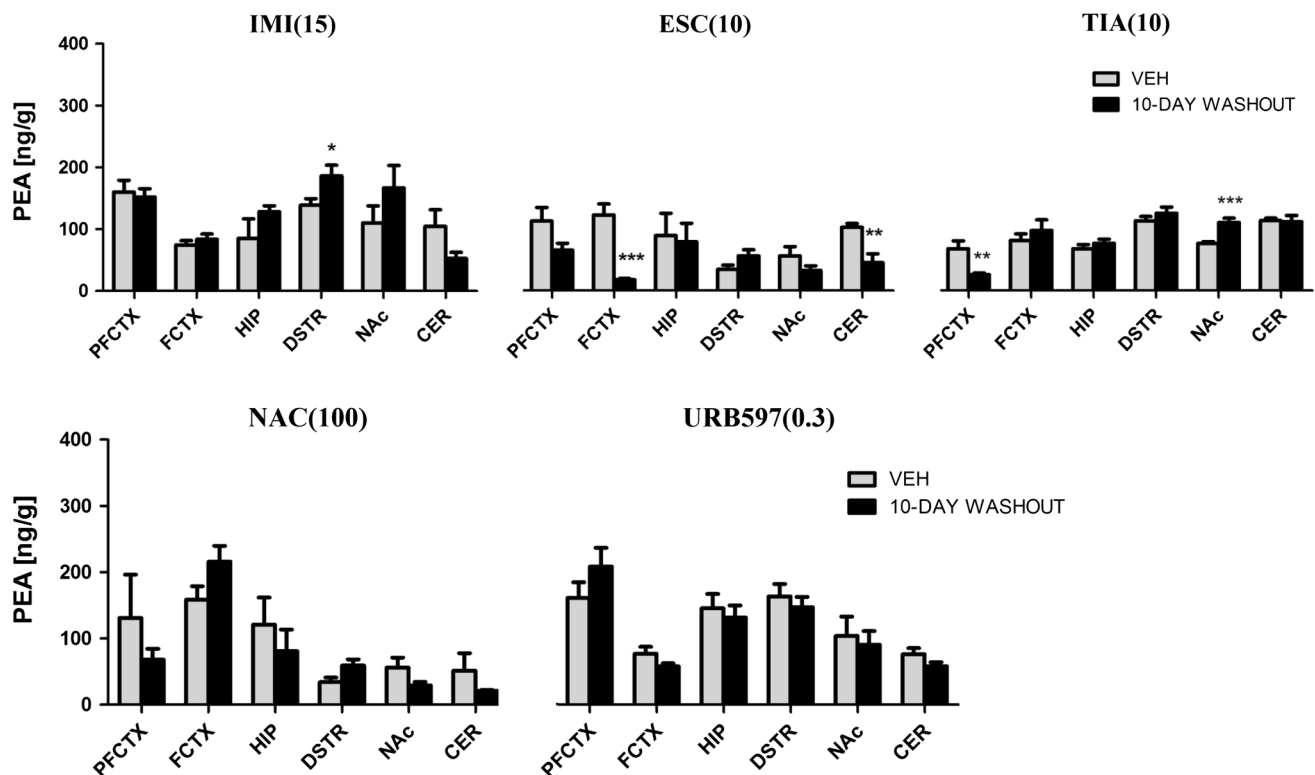 IMI(15)
ESC(10)
TIA(10)
PEA [ng/g]
400
300
200
100
0
*
***
**
**
***
VEH
10-DAY WASHOUT
PFCTX
FCTX
HIP
DSTR
NAc
CER
PFCTX
FCTX
HIP
DSTR
NAc
CER
PFCTX
FCTX
HIP
DSTR
NAc
CER
NAC(100)
URB597(0.3)
PEA [ng/g]
400
300
200
100
0
VEH
10-DAY WASHOUT
PFCTX
FCTX
HIP
DSTR
NAc
CER
PFCTX
FCTX
HIP
DSTR
NAc
CER